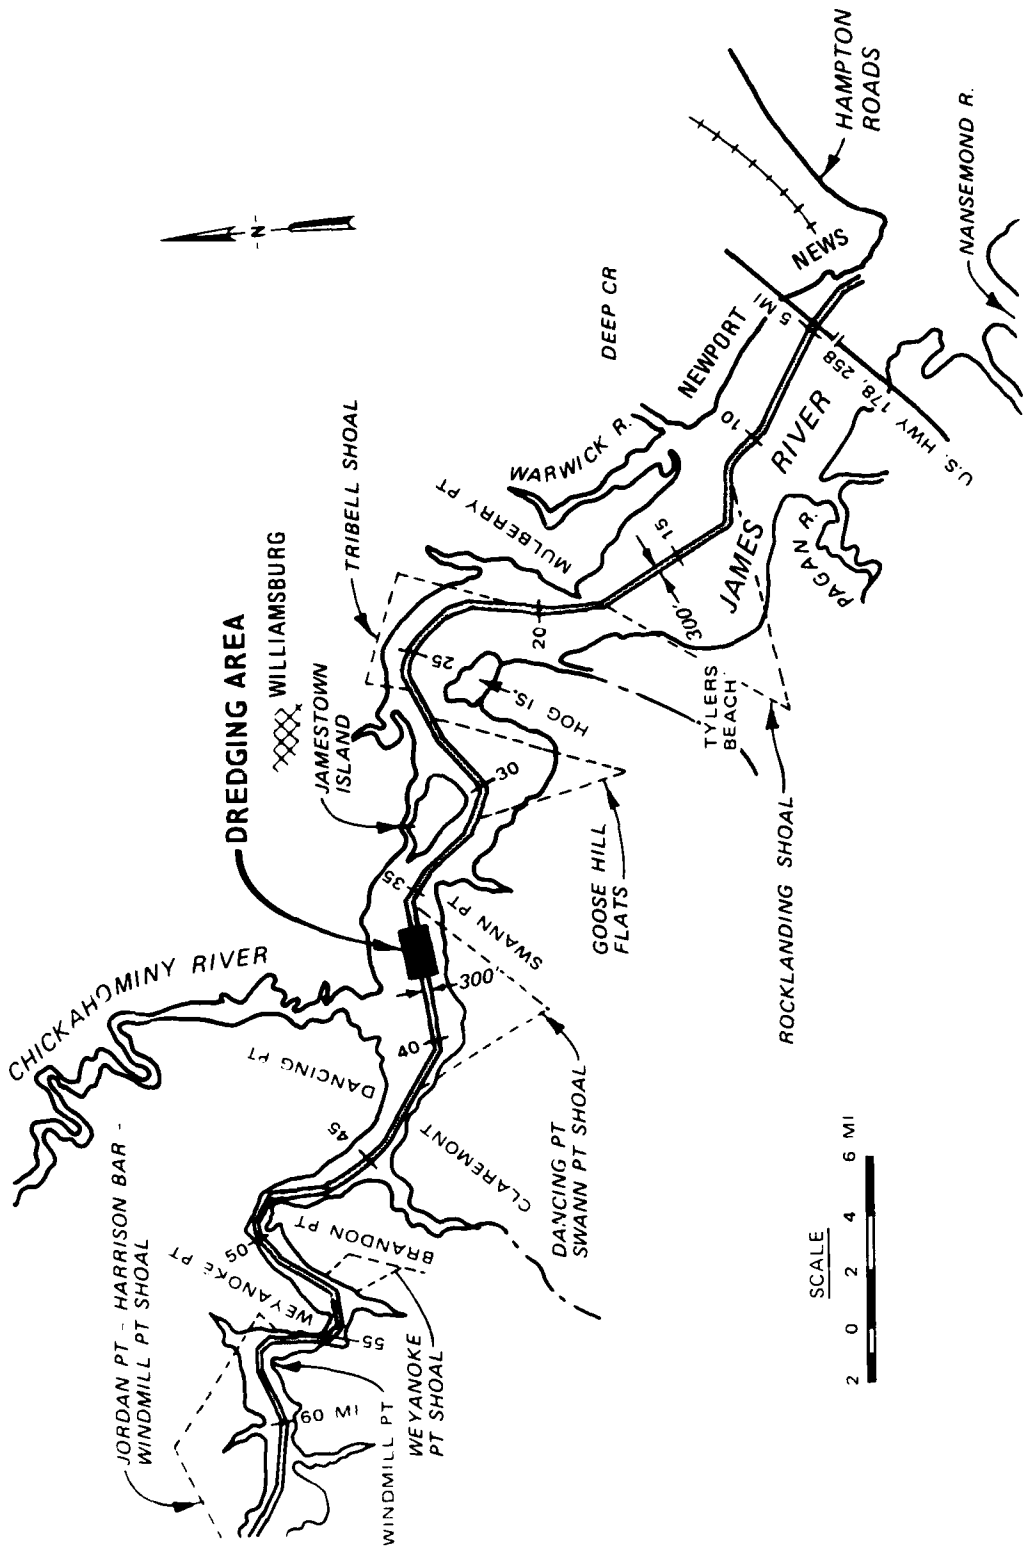 JORDAN PT - HARRISON BAR -
WINDMILL PT SHOAL
CHICKAHOMINY RIVER
DREDGING AREA
WILLIAMSBURG
JAMESTOWN
ISLAND
TRIBELL SHOAL
N
DEEP CR
HAMPTON
ROADS
NANSEMOND R.
NEWPORT
NEWS
WARWICK R.
MULBERRY PT
5 MI
10
15
20
25
30
35
40
45
50
55
60 MI
300'
300'
JAMES
RIVER
U.S. HWY 178, 258
PAGAN R.
TYLERS
BEACH
HOG IS.
ROCKLANDING SHOAL
GOOSE HILL
FLATS
SWANN PT
DANCING PT
DANCING PT
SWANN PT SHOAL
CLAREMONT
BRANDON PT
WEYANOKE PT
WEYANOKE
PT SHOAL
WINDMILL PT
SCALE
2 0 2 4 6 MI